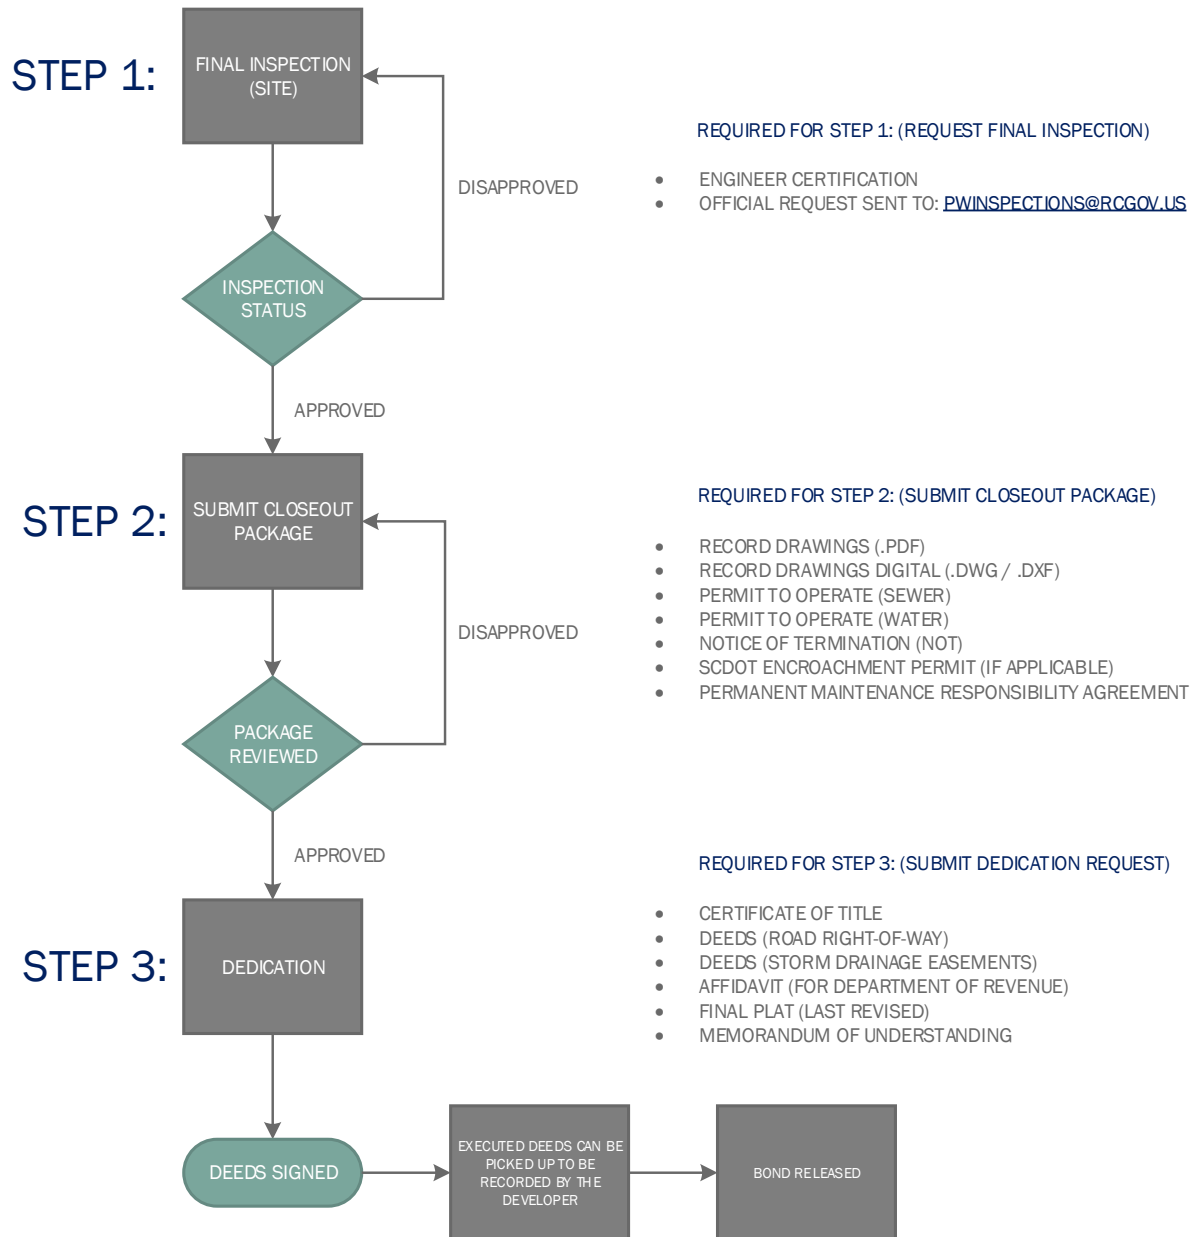 STEP 1:
FINAL INSPECTION
(SITE)
DISAPPROVED
REQUIRED FOR STEP 1: (REQUEST FINAL INSPECTION)
• ENGINEER CERTIFICATION
• OFFICIAL REQUEST SENT TO: PWINSPECTIONS@RCGOV.US
INSPECTION
STATUS
APPROVED
STEP 2:
SUBMIT CLOSEOUT
PACKAGE
DISAPPROVED
REQUIRED FOR STEP 2: (SUBMIT CLOSEOUT PACKAGE)
• RECORD DRAWINGS (.PDF)
• RECORD DRAWINGS DIGITAL (.DWG / .DXF)
• PERMIT TO OPERATE (SEWER)
• PERMIT TO OPERATE (WATER)
• NOTICE OF TERMINATION (NOT)
• SCDOT ENCROACHMENT PERMIT (IF APPLICABLE)
• PERMANENT MAINTENANCE RESPONSIBILITY AGREEMENT
PACKAGE
REVIEWED
APPROVED
STEP 3:
DEDICATION
REQUIRED FOR STEP 3: (SUBMIT DEDICATION REQUEST)
• CERTIFICATE OF TITLE
• DEEDS (ROAD RIGHT-OF-WAY)
• DEEDS (STORM DRAINAGE EASEMENTS)
• AFFIDAVIT (FOR DEPARTMENT OF REVENUE)
• FINAL PLAT (LAST REVISED)
• MEMORANDUM OF UNDERSTANDING
DEEDS SIGNED
EXECUTED DEEDS CAN BE
PICKED UP TO BE
RECORDED BY THE
DEVELOPER
BOND RELEASED